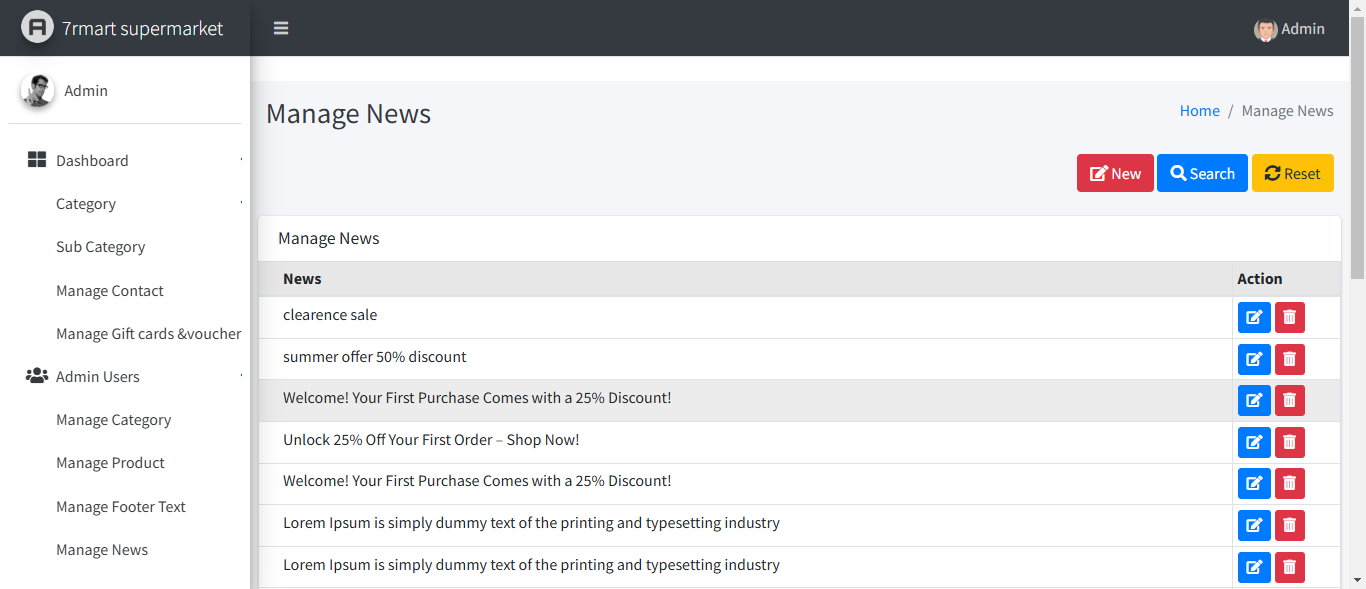 7rmart supermarket
Admin
Admin
Manage News
Home / Manage News
New
Search
Reset
Dashboard
Category
Sub Category
Manage Contact
Manage Gift cards &voucher
Admin Users
Manage Category
Manage Product
Manage Footer Text
Manage News
Manage News
News Action
clearence sale
summer offer 50% discount
Welcome! Your First Purchase Comes with a 25% Discount!
Unlock 25% Off Your First Order – Shop Now!
Welcome! Your First Purchase Comes with a 25% Discount!
Lorem Ipsum is simply dummy text of the printing and typesetting industry
Lorem Ipsum is simply dummy text of the printing and typesetting industry